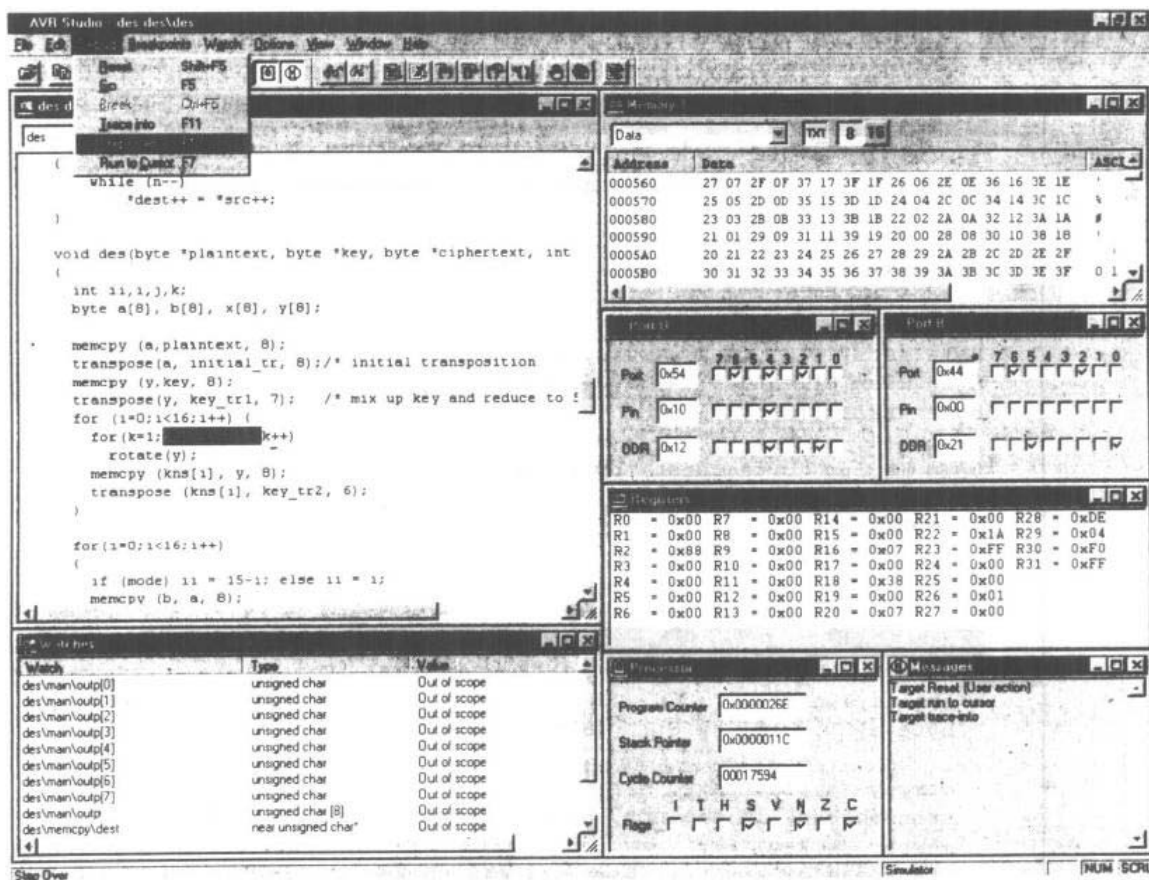 AVR Studio - des des\des
File Edit Breakpoints Watch Options View Window Help
Reset Shift+F5
Go F5
Break Ctrl+F5
Trace into F11
Run to Cursor F7
des d
des
{
while (n--)
*dest++ = *src++;
}
void des(byte *plaintext, byte *key, byte *ciphertext, int
{
int ii,i,j,k;
byte a[8], b[8], x[8], y[8];
memcpy (a,plaintext, 8);
transpose(a, initial_tr, 8);/* initial transposition
memcpy (y,key, 8);
transpose(y, key_tr1, 7); /* mix up key and reduce to 5
for (i=0;i<16;i++) {
for(k=1; k++)
rotate(y);
memcpy (kns[i], y, 8);
transpose (kns[i], key_tr2, 6);
}
for(i=0;i<16;i++)
{
if (mode) ii = 15-i; else ii = i;
memcpy (b, a, 8);
Memory 1
Data TXT 8 16
Address Data ASCI
000560 27 07 2F 0F 37 17 3F 1F 26 06 2E 0E 36 16 3E 1E '
000570 25 05 2D 0D 35 15 3D 1D 24 04 2C 0C 34 14 3C 1C %
000580 23 03 2B 0B 33 13 3B 1B 22 02 2A 0A 32 12 3A 1A #
000590 21 01 29 09 31 11 39 19 20 00 28 08 30 10 38 18 !
0005A0 20 21 22 23 24 25 26 27 28 29 2A 2B 2C 2D 2E 2F
0005B0 30 31 32 33 34 35 36 37 38 39 3A 3B 3C 3D 3E 3F 0 1
Port D
7 6 5 4 3 2 1 0
Port 0x54
Pin 0x10
DDR 0x12
Port B
7 6 5 4 3 2 1 0
Port 0x44
Pin 0x00
DDR 0x21
Registers
R0 = 0x00 R7 = 0x00 R14 = 0x00 R21 = 0x00 R28 = 0xDE
R1 = 0x00 R8 = 0x00 R15 = 0x00 R22 = 0x1A R29 = 0x04
R2 = 0x88 R9 = 0x00 R16 = 0x07 R23 = 0xFF R30 = 0xF0
R3 = 0x00 R10 = 0x00 R17 = 0x00 R24 = 0x00 R31 = 0xFF
R4 = 0x00 R11 = 0x00 R18 = 0x38 R25 = 0x00
R5 = 0x00 R12 = 0x00 R19 = 0x00 R26 = 0x01
R6 = 0x00 R13 = 0x00 R20 = 0x07 R27 = 0x00
Watches
Watch Type Value
des\main\outp[0] unsigned char Out of scope
des\main\outp[1] unsigned char Out of scope
des\main\outp[2] unsigned char Out of scope
des\main\outp[3] unsigned char Out of scope
des\main\outp[4] unsigned char Out of scope
des\main\outp[5] unsigned char Out of scope
des\main\outp[6] unsigned char Out of scope
des\main\outp[7] unsigned char Out of scope
des\main\outp unsigned char [8] Out of scope
des\memcpy\dest near unsigned char* Out of scope
Processor
Program Counter 0x0000026E
Stack Pointer 0x0000011C
Cycle Counter 00017594
I T H S V N Z C
Flags
Messages
Target Reset (User action)
Target run to cursor
Target trace-into
Step Over Simulator NUM SCRL